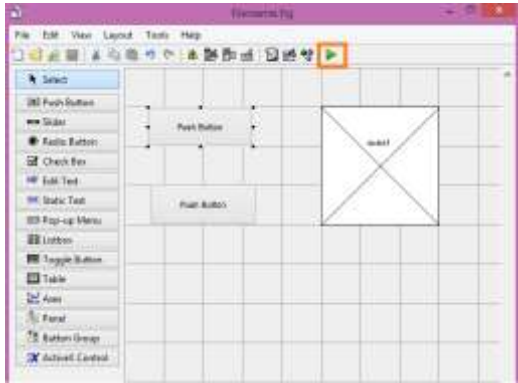 Filename.fig
File Edit View Layout Tools Help
Select
Push Button
Slider
Radio Button
Check Box
Edit Text
Static Text
Pop-up Menu
Listbox
Toggle Button
Table
Axes
Panel
Button Group
ActiveX Control
Push Button
Push Button
axes1